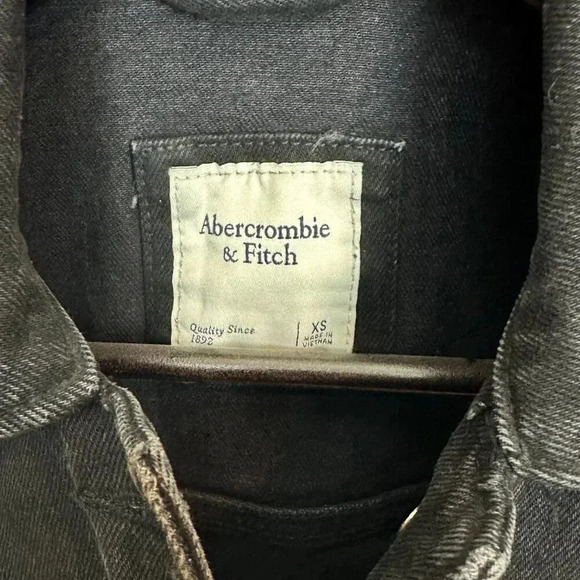 Abercrombie
& Fitch
Quality Since
1892
XS
MADE IN
VIETNAM